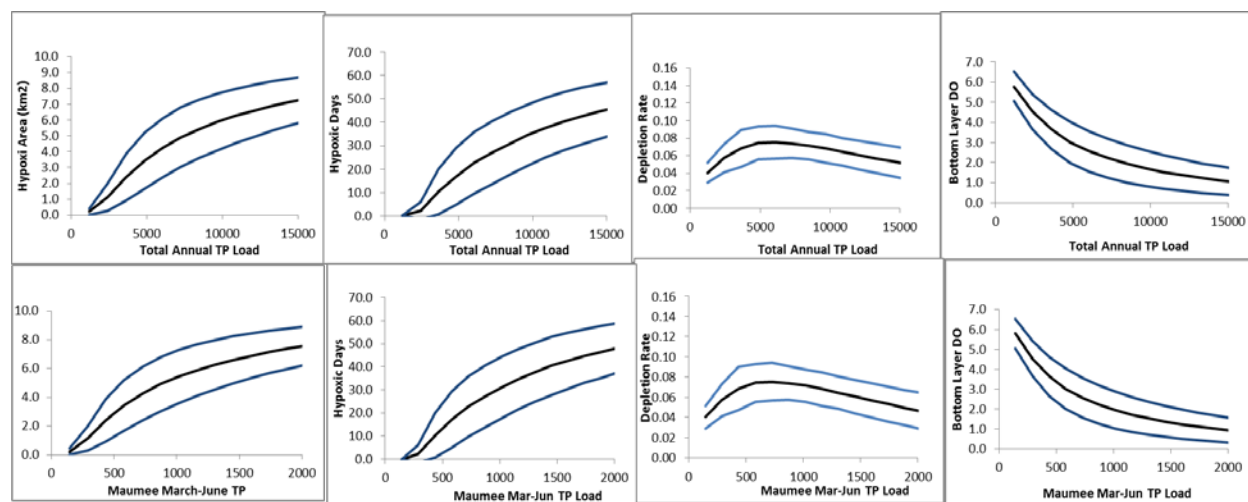 Hypoxi Area (km2)
10.0
9.0
8.0
7.0
6.0
5.0
4.0
3.0
2.0
1.0
0.0
0 5000 10000 15000
Total Annual TP Load
Hypoxic Days
70.0
60.0
50.0
40.0
30.0
20.0
10.0
0.0
0 5000 10000 15000
Total Annual TP Load
Depletion Rate
0.16
0.14
0.12
0.10
0.08
0.06
0.04
0.02
0.00
0 5000 10000 15000
Total Annual TP Load
Bottom Layer DO
7.0
6.0
5.0
4.0
3.0
2.0
1.0
0.0
0 5000 10000 15000
Total Annual TP Load
10.0
8.0
6.0
4.0
2.0
0.0
0 500 1000 1500 2000
Maumee March-June TP
Hypoxic Days
70.0
60.0
50.0
40.0
30.0
20.0
10.0
0.0
0 500 1000 1500 2000
Maumee Mar-Jun TP Load
Depletion Rate
0.16
0.14
0.12
0.10
0.08
0.06
0.04
0.02
0.00
0 500 1000 1500 2000
Maumee Mar-Jun TP Load
Bottom Layer DO
7.0
6.0
5.0
4.0
3.0
2.0
1.0
0.0
0 500 1000 1500 2000
Maumee Mar-Jun TP Load